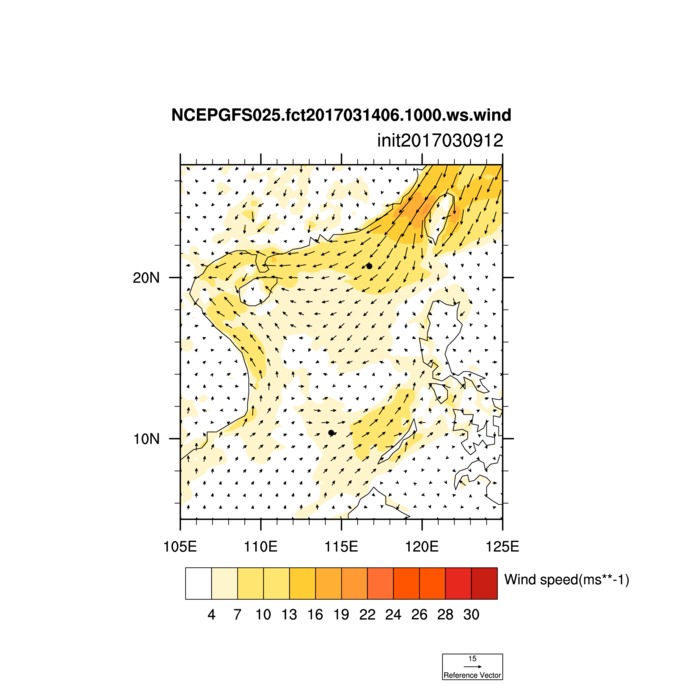 NCEPGFS025.fct2017031406.1000.ws.wind
init2017030912
20N
10N
105E 110E 115E 120E 125E
Wind speed(ms**-1)
4 7 10 13 16 19 22 24 26 28 30
15
Reference Vector